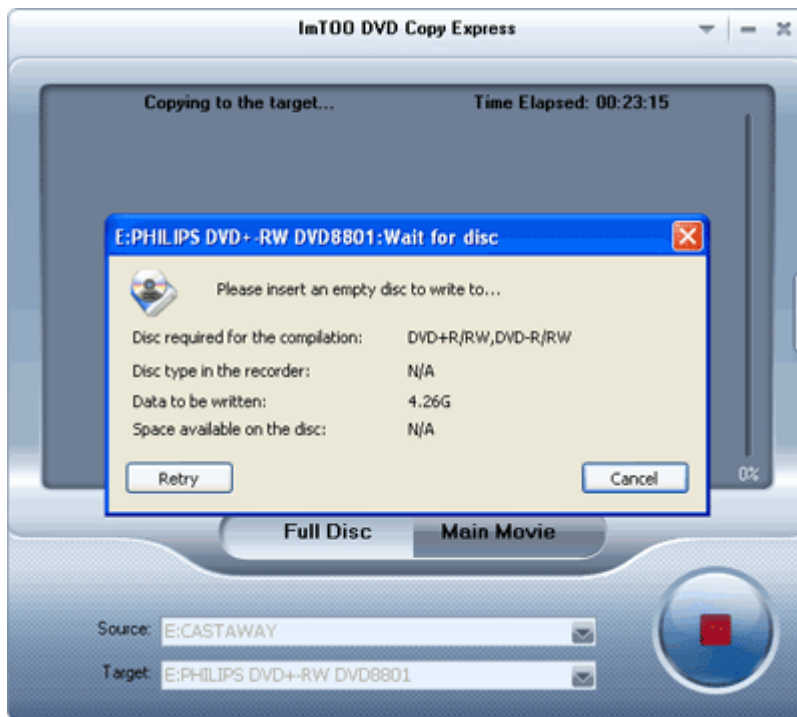 ImTOO DVD Copy Express
Copying to the target... Time Elapsed: 00:23:15
E:PHILIPS DVD+-RW DVD8801:Wait for disc
Please insert an empty disc to write to...
Disc required for the compilation: DVD+R/RW,DVD-R/RW
Disc type in the recorder: N/A
Data to be written: 4.26G
Space available on the disc: N/A
Retry Cancel
0%
Full Disc Main Movie
Source: E:CASTAWAY
Target: E:PHILIPS DVD+-RW DVD8801